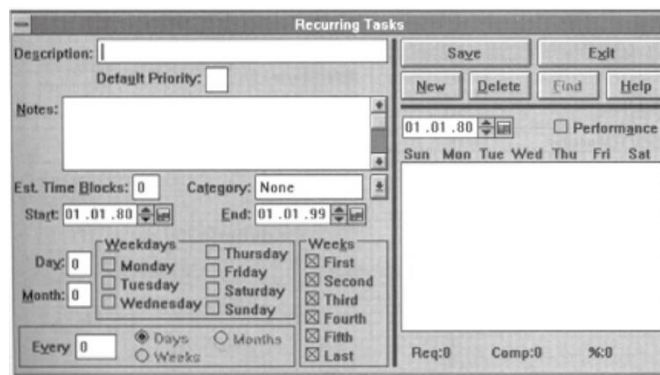 Recurring Tasks
Description:
Default Priority:
Notes:
Est. Time Blocks: 0 Category: None
Start: 01.01.80 End: 01.01.99
Day: 0
Month: 0
Weekdays
Monday
Tuesday
Wednesday
Thursday
Friday
Saturday
Sunday
Weeks
First
Second
Third
Fourth
Fifth
Last
Every 0
Days
Weeks
Months
Save Exit
New Delete Find Help
01.01.80 Performance
Sun Mon Tue Wed Thu Fri Sat
Req:0 Comp:0 %:0